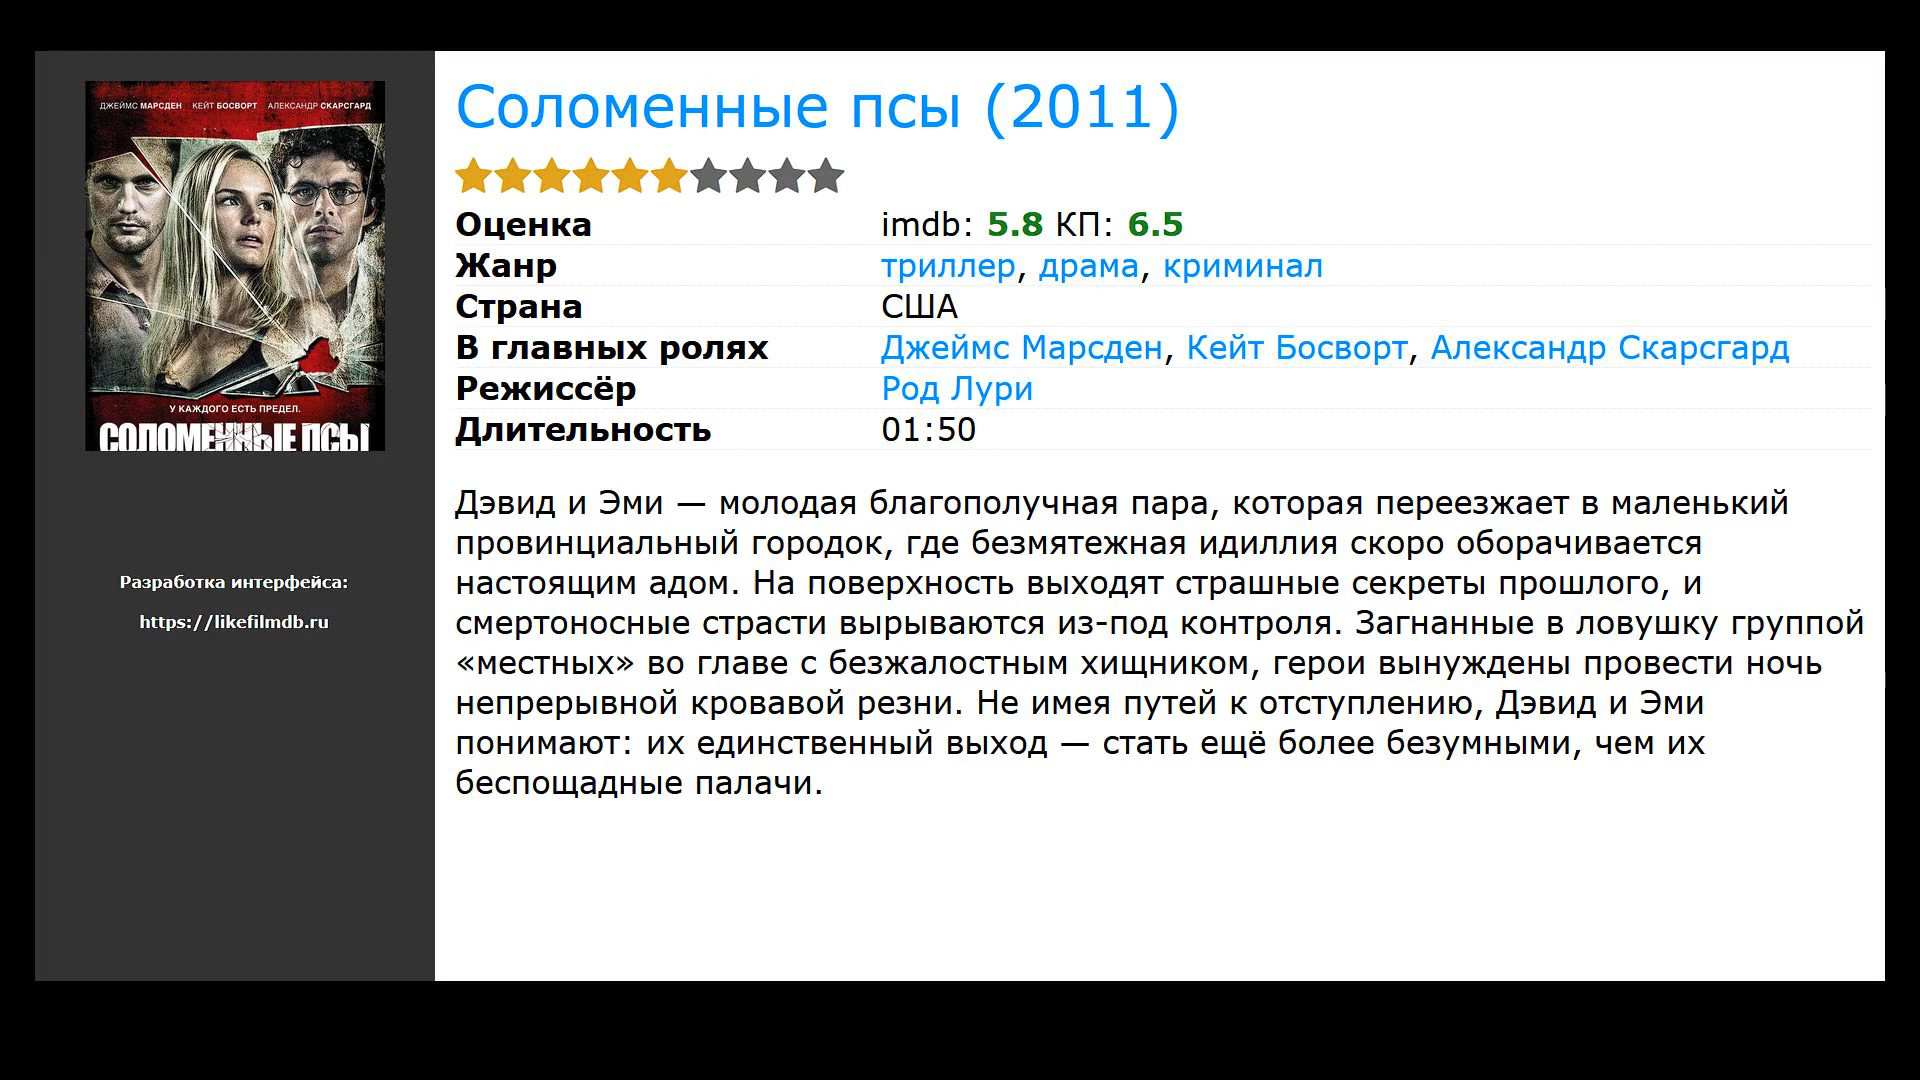 ДЖЕЙМС МАРСДЕН КЕЙТ БОСВОРТ АЛЕКСАНДР СКАРСГАРД
У КАЖДОГО ЕСТЬ ПРЕДЕЛ.
СОЛОМЕННЫЕ ПСЫ
Разработка интерфейса:
https://likefilmdb.ru
Соломенные псы (2011)
Оценка imdb: 5.8 КП: 6.5
Жанр триллер, драма, криминал
Страна США
В главных ролях Джеймс Марсден, Кейт Босворт, Александр Скарсгард
Режиссёр Род Лури
Длительность 01:50
Дэвид и Эми — молодая благополучная пара, которая переезжает в маленький
провинциальный городок, где безмятежная идиллия скоро оборачивается
настоящим адом. На поверхность выходят страшные секреты прошлого, и
смертоносные страсти вырываются из-под контроля. Загнанные в ловушку группой
«местных» во главе с безжалостным хищником, герои вынуждены провести ночь
непрерывной кровавой резни. Не имея путей к отступлению, Дэвид и Эми
понимают: их единственный выход — стать ещё более безумными, чем их
беспощадные палачи.